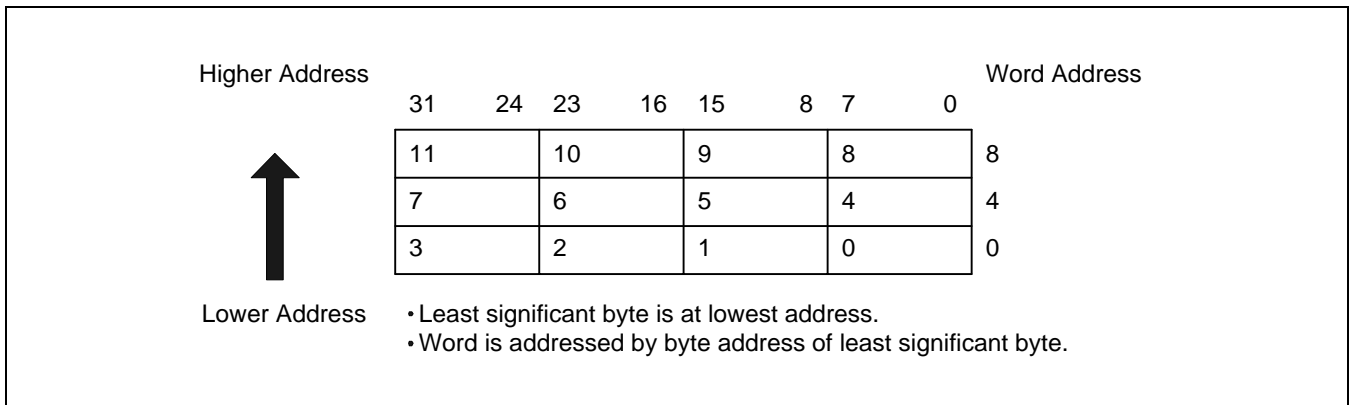 Higher Address Word Address
31 24 23 16 15 8 7 0
11 10 9 8 8
7 6 5 4 4
3 2 1 0 0
Lower Address •Least significant byte is at lowest address.
•Word is addressed by byte address of least significant byte.